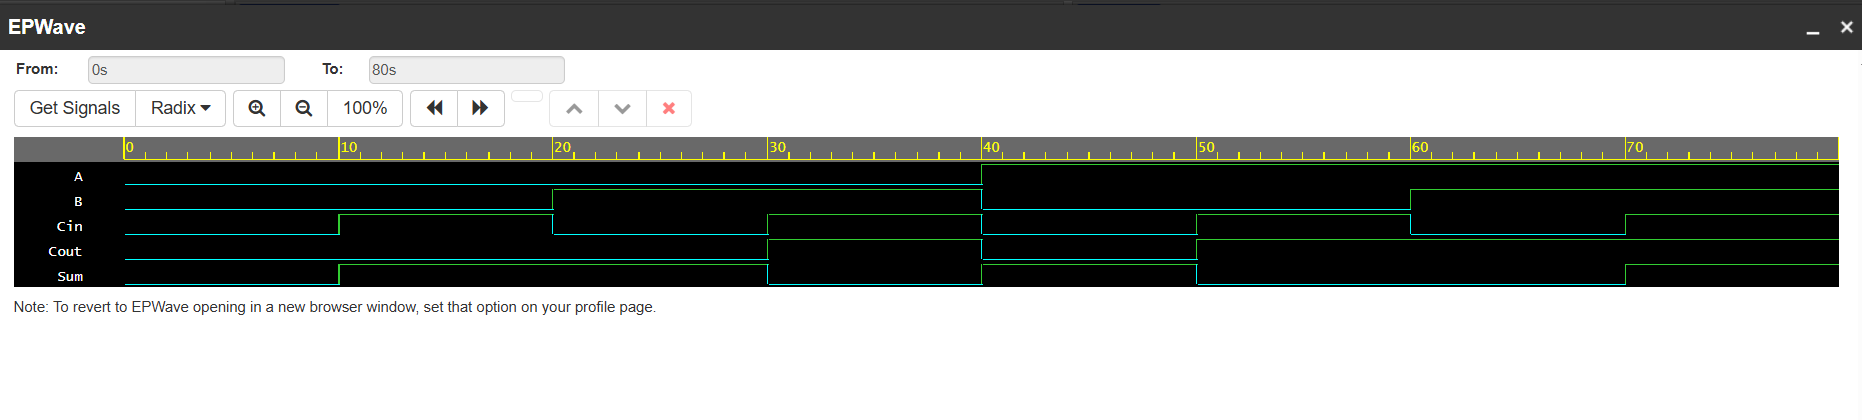 EPWave
From: 0s To: 80s
Get Signals Radix 100%
0 10 20 30 40 50 60 70
A
B
Cin
Cout
Sum
Note: To revert to EPWave opening in a new browser window, set that option on your profile page.